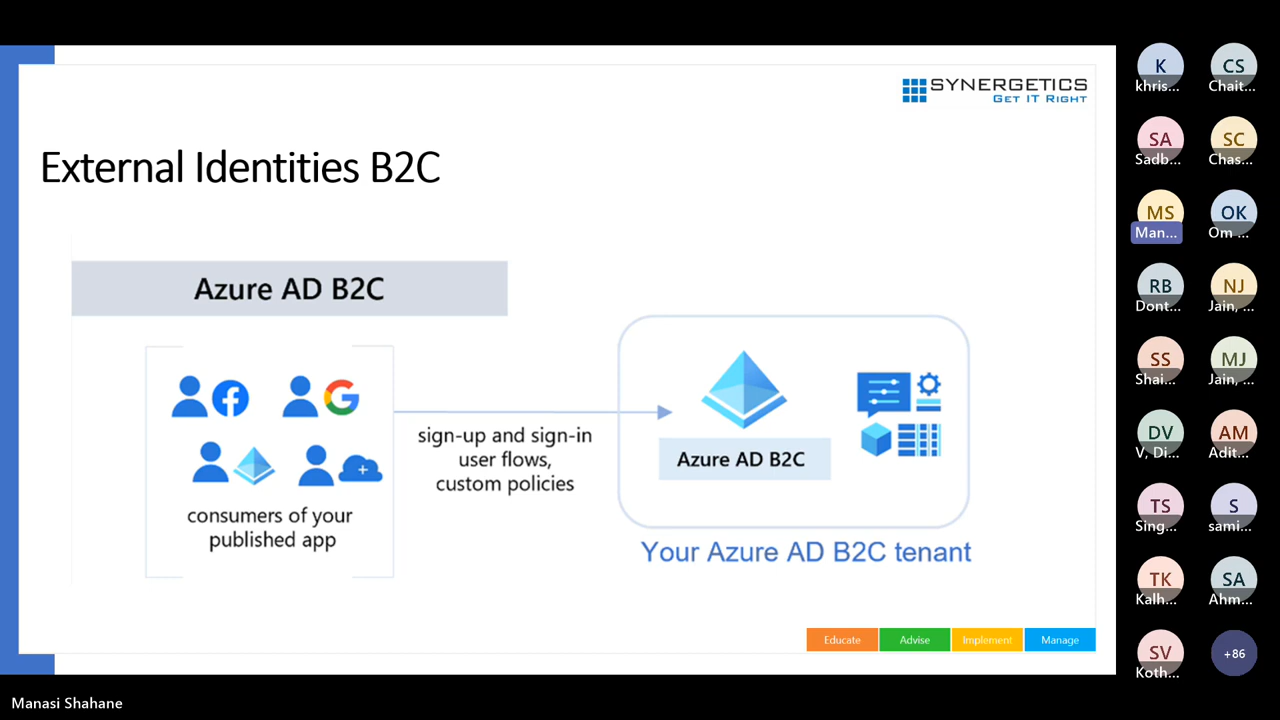 SYNERGETICS
GET IT RIGHT
External Identities B2C
Azure AD B2C
consumers of your
published app
sign-up and sign-in
user flows,
custom policies
Azure AD B2C
Your Azure AD B2C tenant
Educate
Advise
Implement
Manage
K
khris...
CS
Chait...
SA
Sadb...
SC
Chas...
MS
Man...
OK
Om ...
RB
Dont...
NJ
Jain, ...
SS
Shai...
MJ
Jain, ...
DV
V, Di...
AM
Adit...
TS
Sing...
S
sami...
TK
Kalh...
SA
Ahm...
SV
Koth...
+86
Manasi Shahane